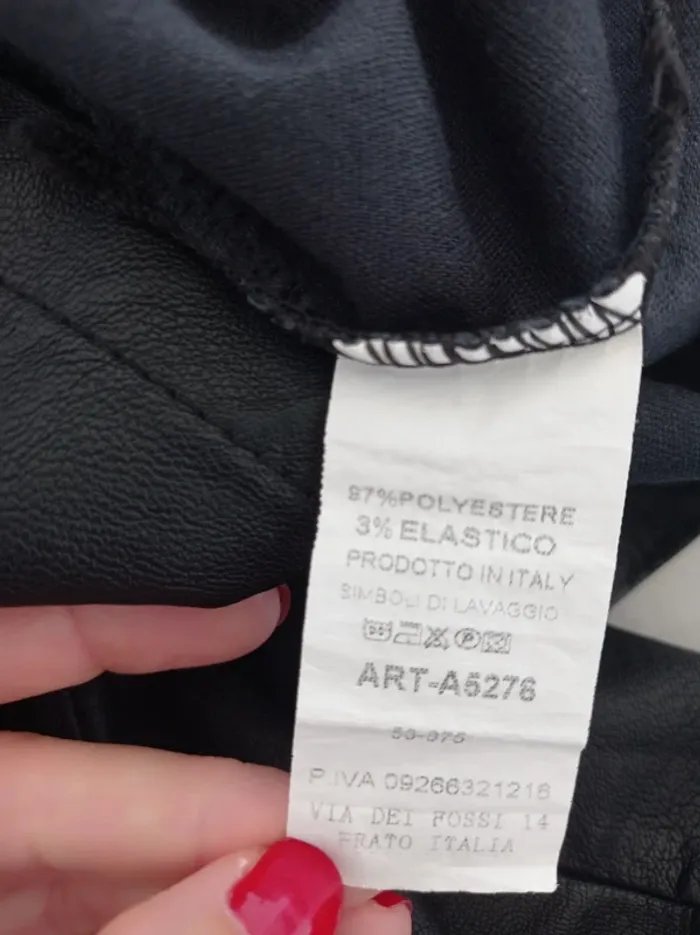 97%POLYESTERE
3% ELASTICO
PRODOTTO IN ITALY
SIMBOLI DI LAVAGGIO
ART-A5276
P.IVA 09266321216
VIA DEI FOSSI 14
PRATO ITALIA